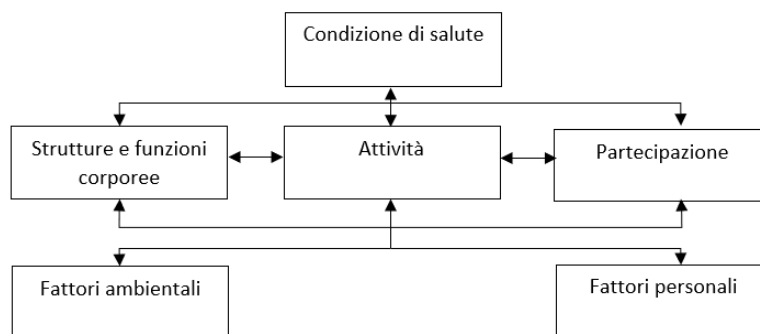 Condizione di salute
Strutture e funzioni
corporee
Attività
Partecipazione
Fattori ambientali
Fattori personali